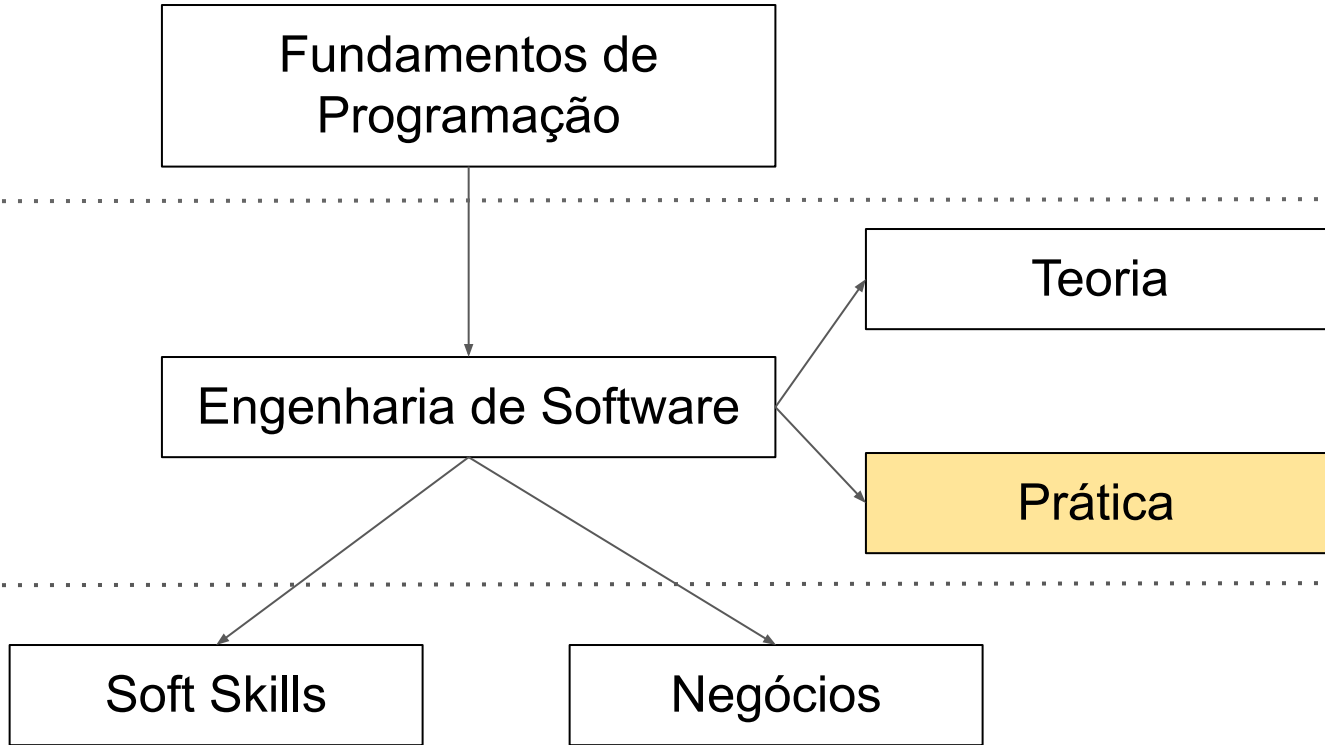 Fundamentos de
Programação
Teoria
Engenharia de Software
Prática
Soft Skills
Negócios